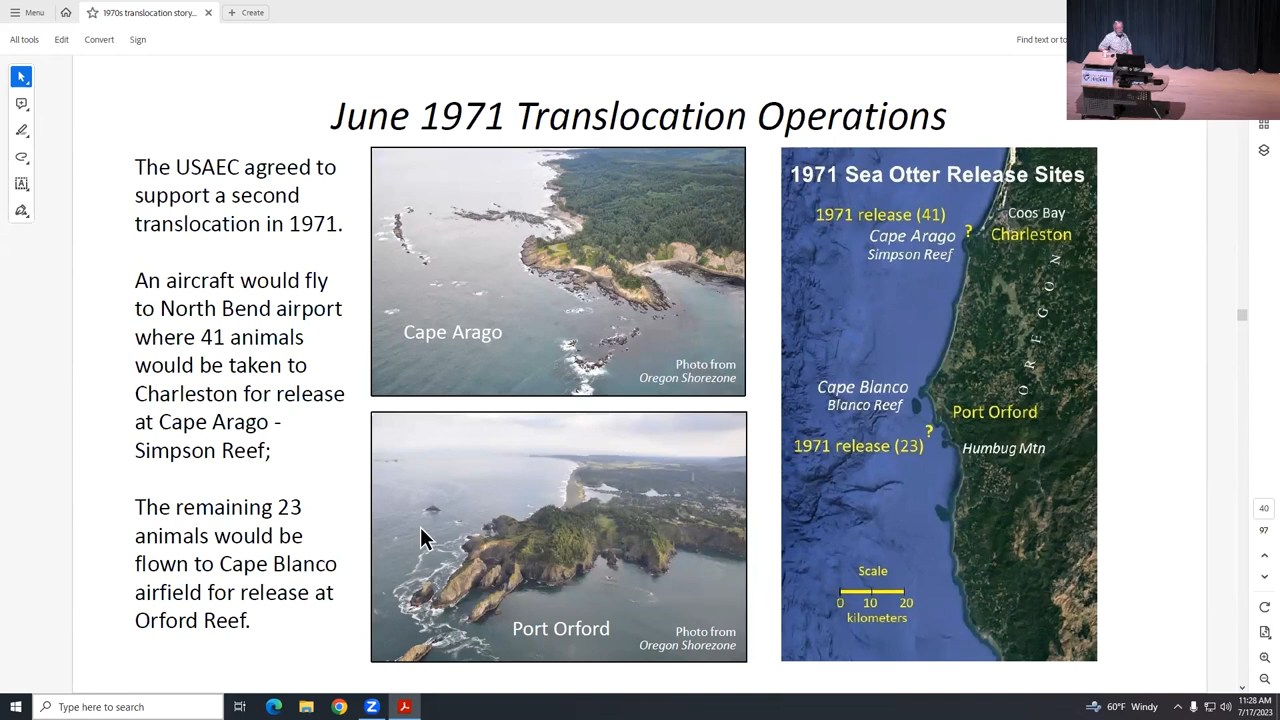 Menu
1970s translocation story...
Create
All tools
Edit
Convert
Sign
Find text or to
June 1971 Translocation Operations
The USAEC agreed to
support a second
translocation in 1971.
An aircraft would fly
to North Bend airport
where 41 animals
would be taken to
Charleston for release
at Cape Arago -
Simpson Reef;
The remaining 23
animals would be
flown to Cape Blanco
airfield for release at
Orford Reef.
Cape Arago
Photo from
Oregon Shorezone
Port Orford
Photo from
Oregon Shorezone
1971 Sea Otter Release Sites
1971 release (41)
Coos Bay
Cape Arago
?
Charleston
Simpson Reef
OREGON
Cape Blanco
Blanco Reef
Port Orford
?
1971 release (23)
Humbug Mtn
Scale
0 10 20
kilometers
40
97
Type here to search
60°F Windy
11:28 AM
7/17/2023